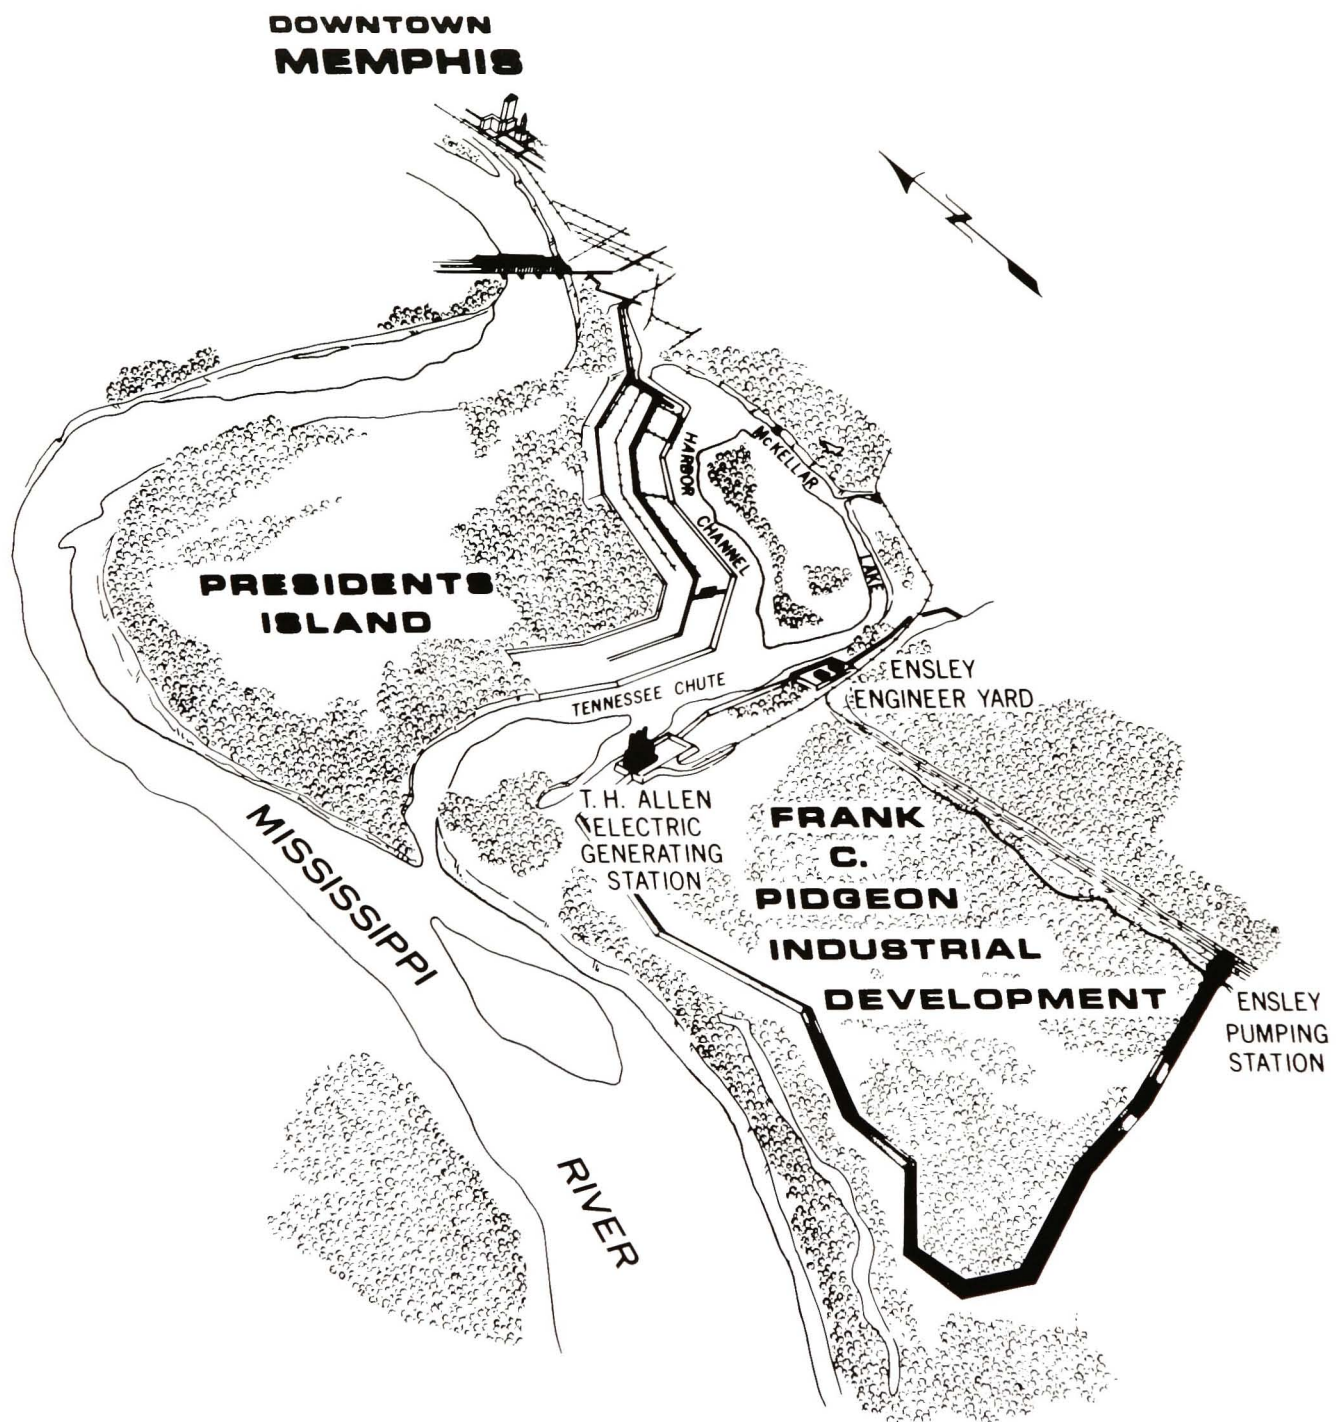 DOWNTOWN
MEMPHIS
N
HARBOR
CHANNEL
McKELLAR
LAKE
PRESIDENTS
ISLAND
TENNESSEE CHUTE
ENSLEY
ENGINEER YARD
T. H. ALLEN
ELECTRIC
GENERATING
STATION
FRANK
C.
PIDGEON
INDUSTRIAL
DEVELOPMENT
MISSISSIPPI
RIVER
ENSLEY
PUMPING
STATION